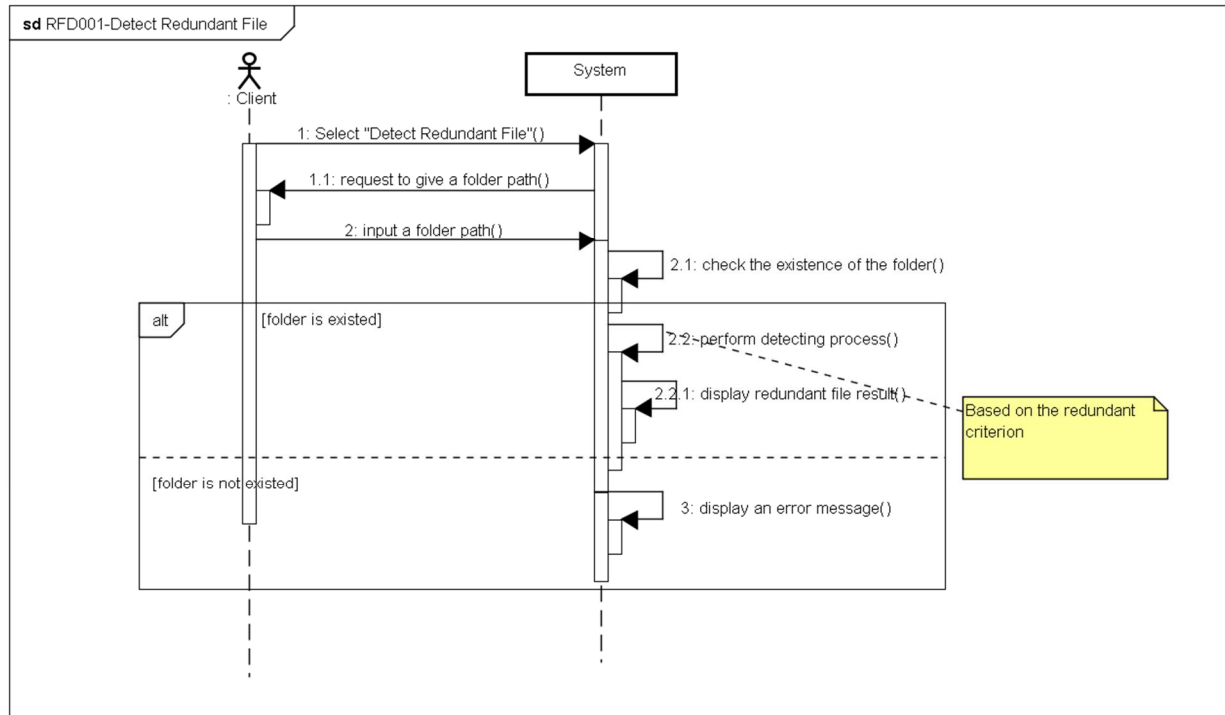 sd RFD001-Detect Redundant File
System
: Client
1: Select "Detect Redundant File"()
1.1: request to give a folder path()
2: input a folder path()
2.1: check the existence of the folder()
alt
[folder is existed]
2.2: perform detecting process()
2.2.1: display redundant file result()
Based on the redundant
criterion
[folder is not existed]
3: display an error message()